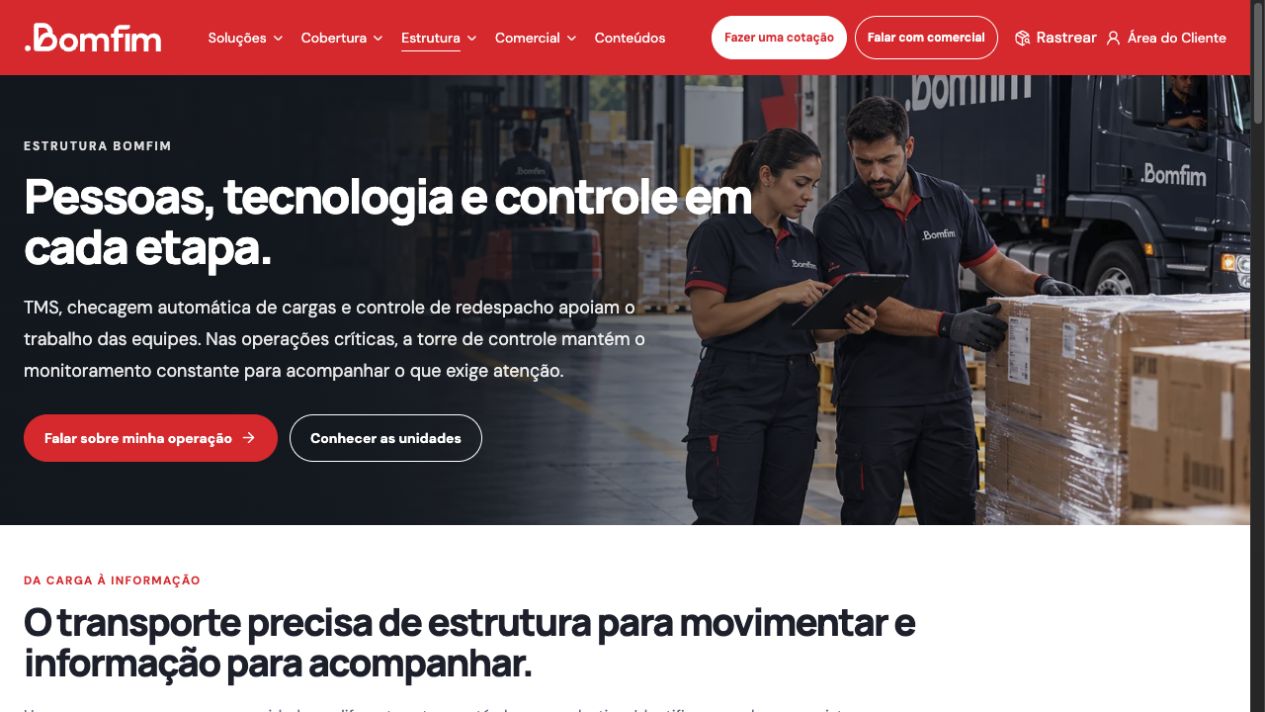 .Bomfim
Soluções
Cobertura
Estrutura
Comercial
Conteúdos
Fazer uma cotação
Falar com comercial
Rastrear
Área do Cliente
ESTRUTURA BOMFIM
Pessoas, tecnologia e controle em
cada etapa.
TMS, checagem automática de cargas e controle de redespacho apoiam o
trabalho das equipes. Nas operações críticas, a torre de controle mantém o
monitoramento constante para acompanhar o que exige atenção.
Falar sobre minha operação
Conhecer as unidades
.Bomfim
.Bomfim
.Bomfim
.Bomfim
.Bomfim
DA CARGA À INFORMAÇÃO
O transporte precisa de estrutura para movimentar e
informação para acompanhar.